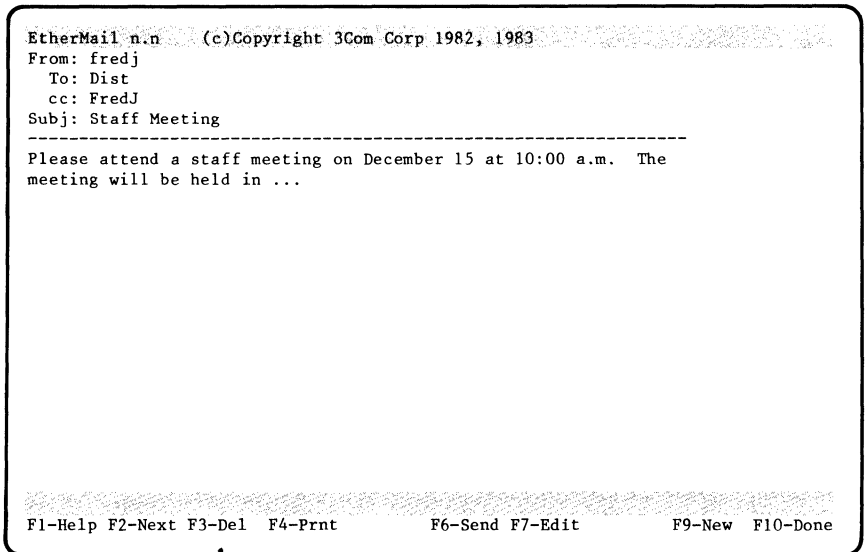 EtherMail n.n (c)Copyright 3Com Corp 1982, 1983
From: fredj
To: Dist
cc: FredJ
Subj: Staff Meeting
----------------------------------------------------------------
Please attend a staff meeting on December 15 at 10:00 a.m. The
meeting will be held in ...
F1-Help F2-Next F3-Del F4-Prnt F6-Send F7-Edit F9-New F10-Done